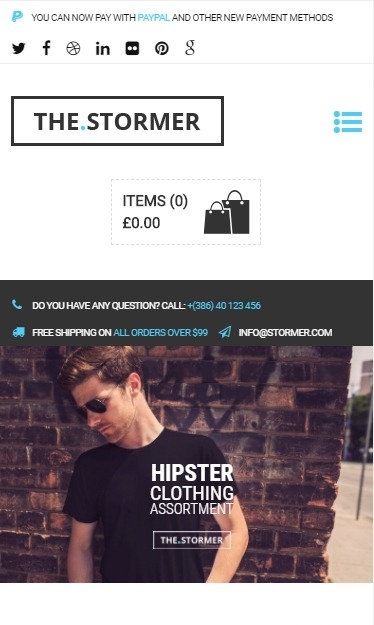 YOU CAN NOW PAY WITH PAYPAL AND OTHER NEW PAYMENT METHODS
THE.STORMER
ITEMS (0)
£0.00
DO YOU HAVE ANY QUESTION? CALL: +(386) 40 123 456
FREE SHIPPING ON ALL ORDERS OVER $99 INFO@STORMER.COM
HIPSTER
CLOTHING
ASSORTMENT
THE.STORMER